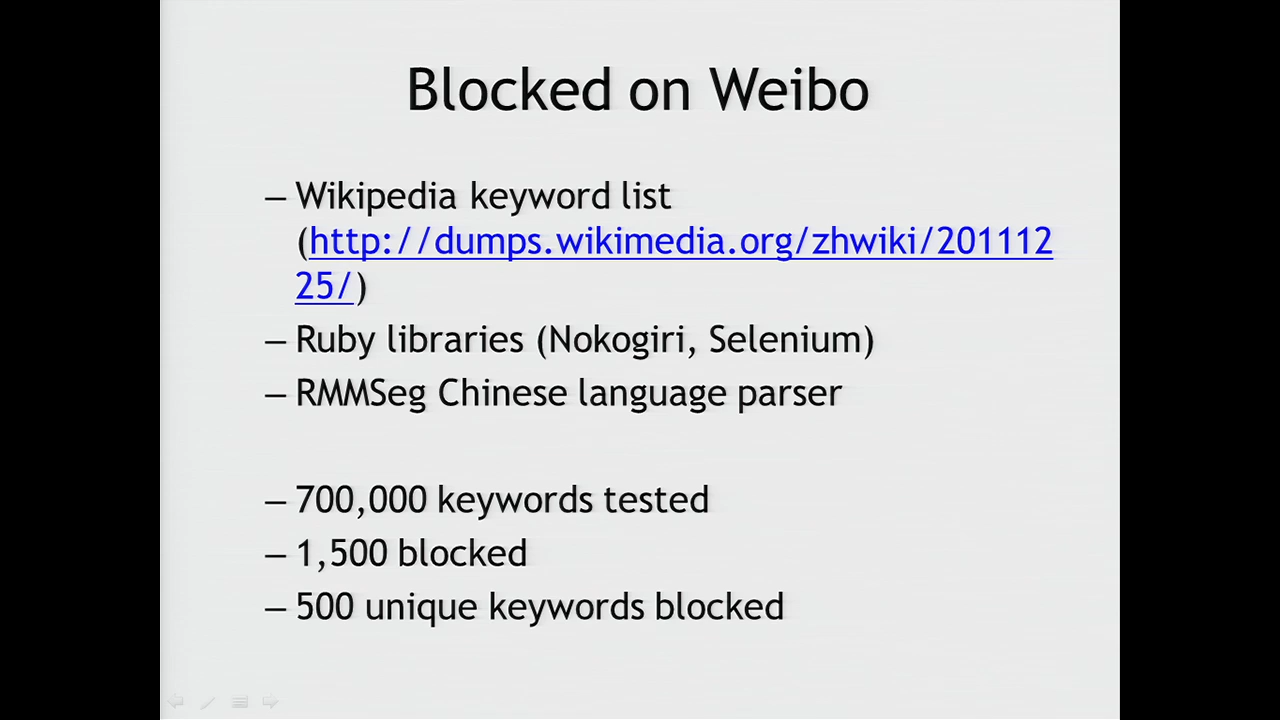 Blocked on Weibo
– Wikipedia keyword list
(http://dumps.wikimedia.org/zhwiki/201112
25/)
– Ruby libraries (Nokogiri, Selenium)
– RMMSeg Chinese language parser
– 700,000 keywords tested
– 1,500 blocked
– 500 unique keywords blocked